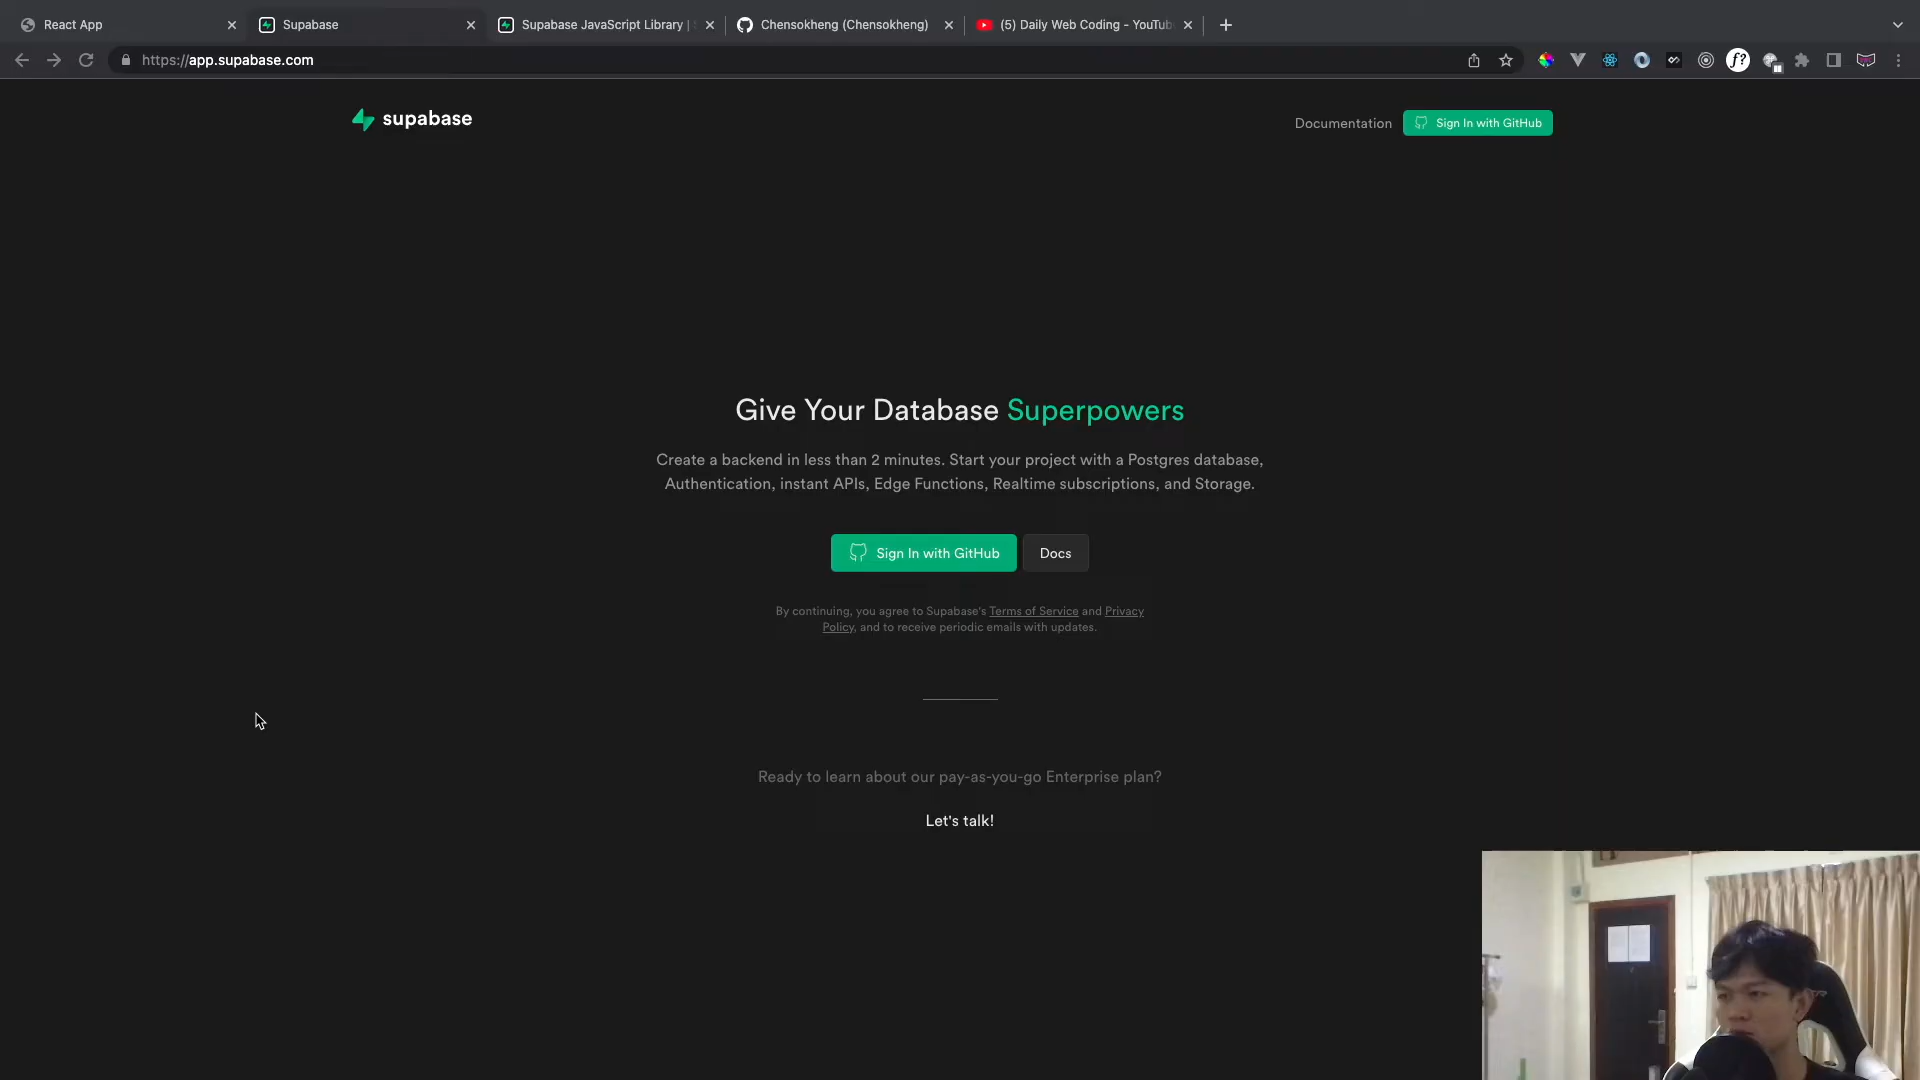 React App
Supabase
Supabase JavaScript Library |
Chensokheng (Chensokheng)
(5) Daily Web Coding - YouTub
https://app.supabase.com
supabase
Documentation
Sign In with GitHub
Give Your Database Superpowers
Create a backend in less than 2 minutes. Start your project with a Postgres database,
Authentication, instant APIs, Edge Functions, Realtime subscriptions, and Storage.
Sign In with GitHub
Docs
By continuing, you agree to Supabase's Terms of Service and Privacy
Policy, and to receive periodic emails with updates.
Ready to learn about our pay-as-you-go Enterprise plan?
Let's talk!